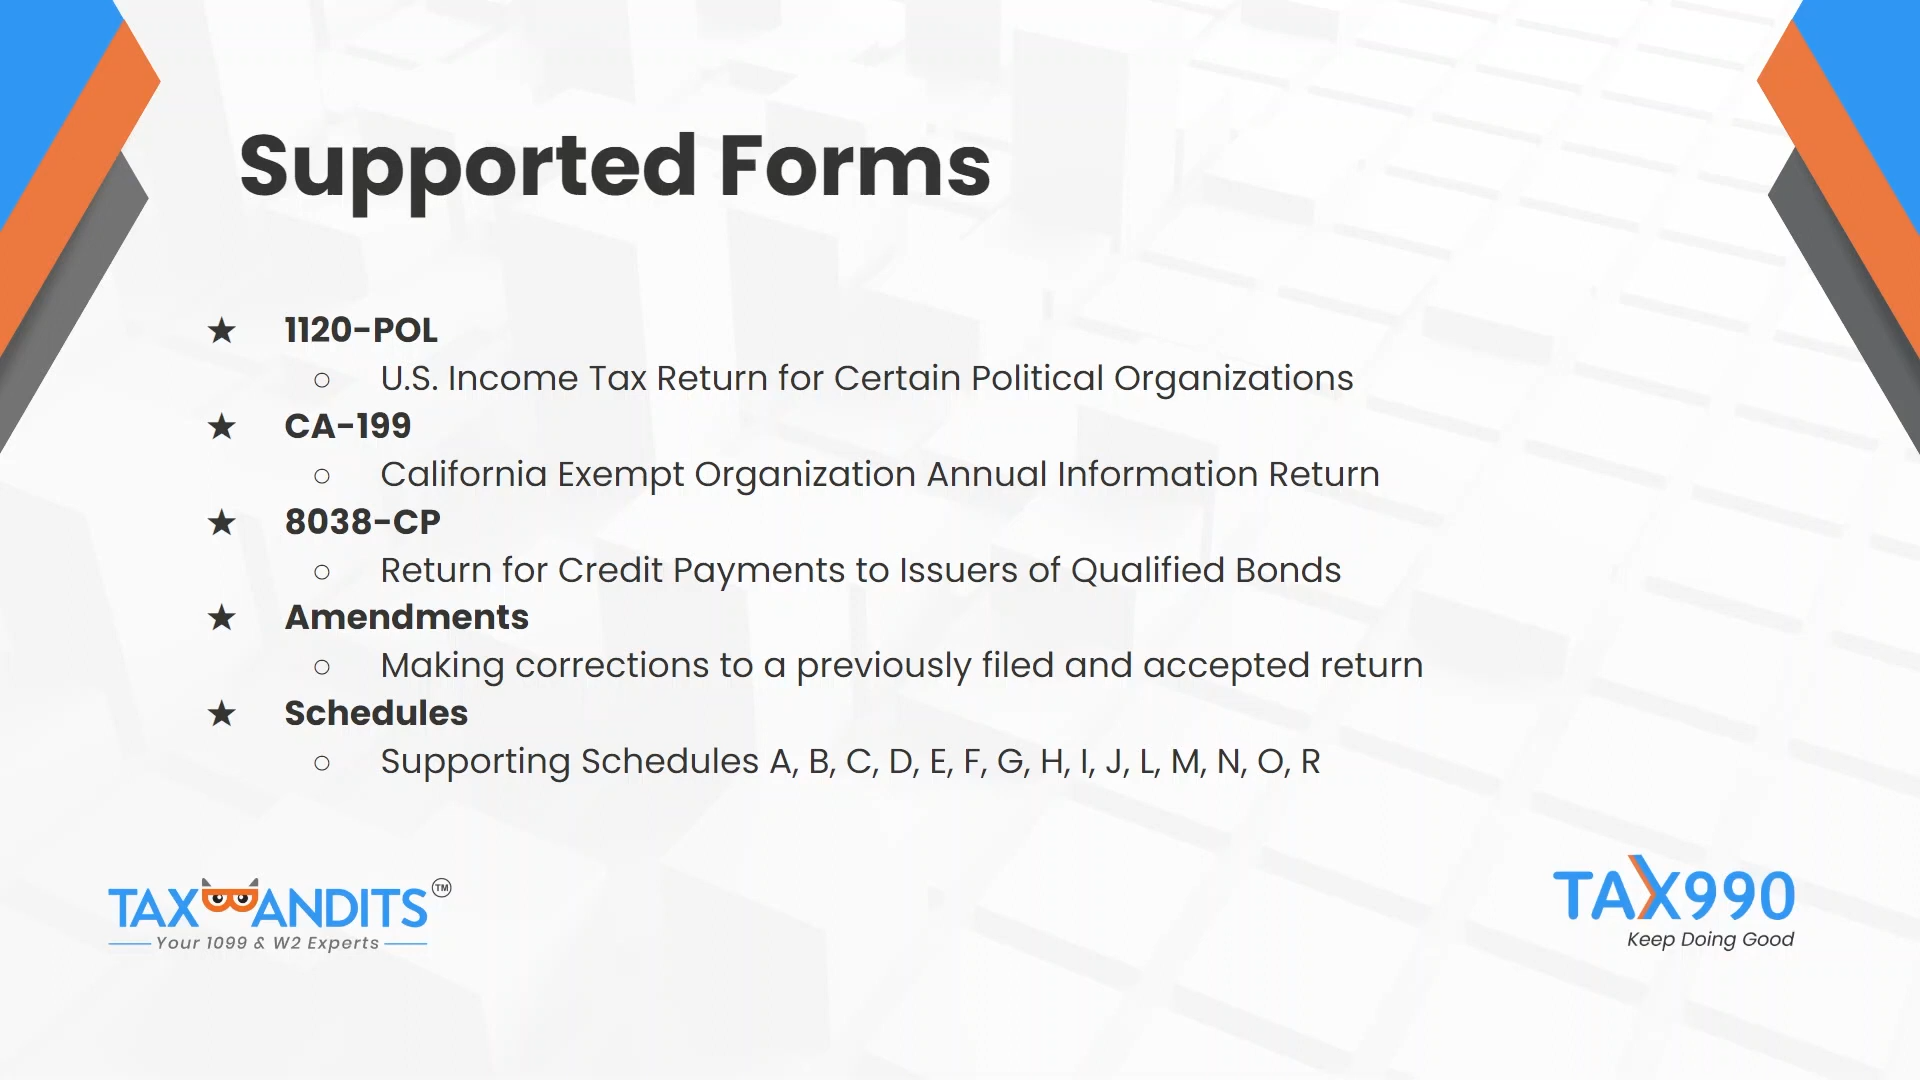 Supported Forms
★ 1120-POL
○ U.S. Income Tax Return for Certain Political Organizations
★ CA-199
○ California Exempt Organization Annual Information Return
★ 8038-CP
○ Return for Credit Payments to Issuers of Qualified Bonds
★ Amendments
○ Making corrections to a previously filed and accepted return
★ Schedules
○ Supporting Schedules A, B, C, D, E, F, G, H, I, J, L, M, N, O, R
TAXBANDITS TM
Your 1099 & W2 Experts
TAX990
Keep Doing Good